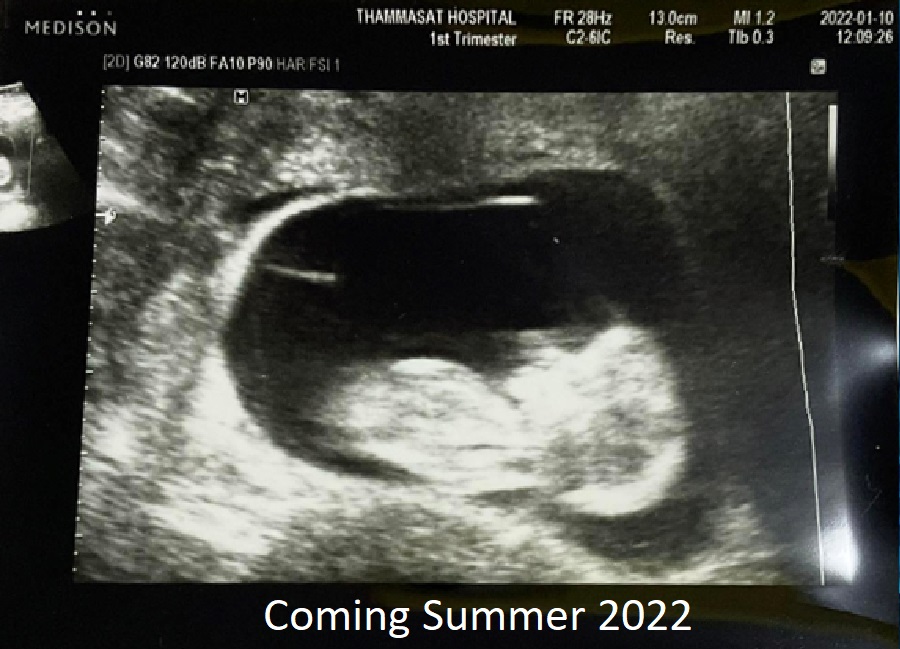 MEDISON
THAMMASAT HOSPITAL
1st Trimester
FR 28Hz
C2-6IC
13.0cm
Res.
MI 1.2
TIb 0.3
2022-01-10
12:09:26
[2D] G82 120dB FA10 P90 HAR FSI 1
Coming Summer 2022